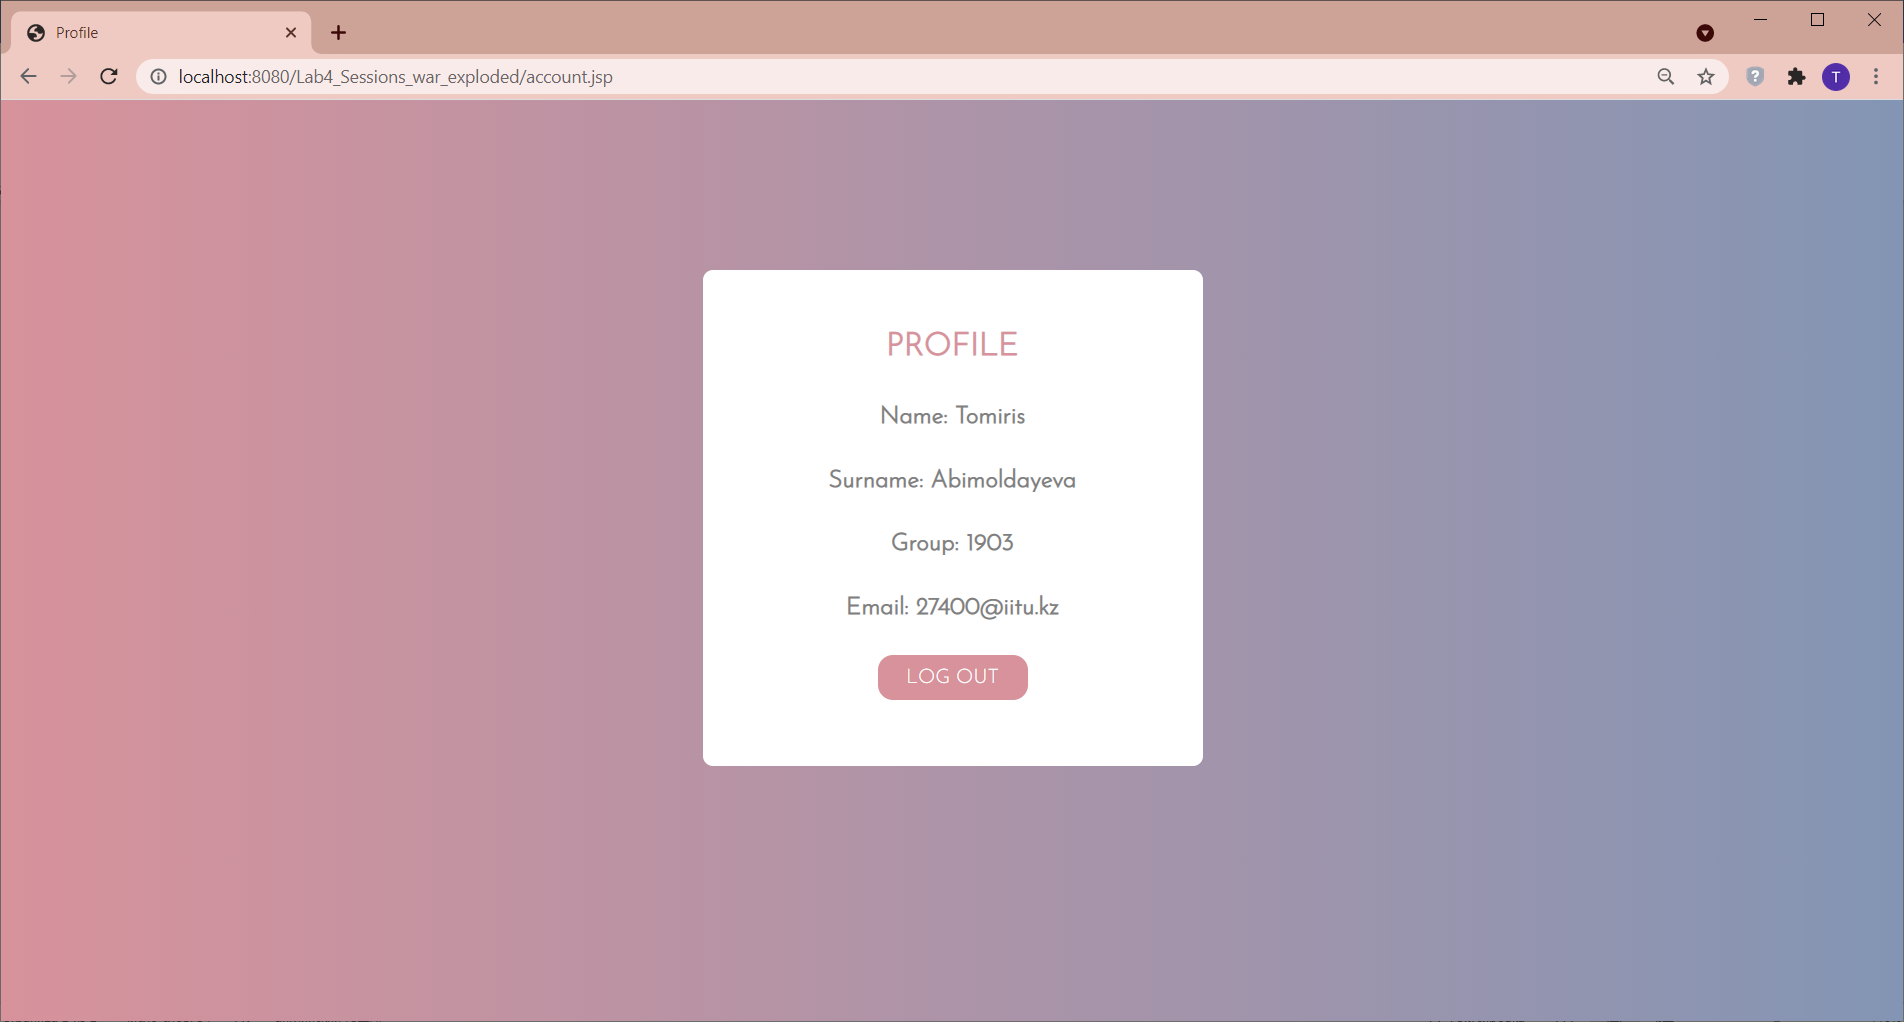 Profile
localhost:8080/Lab4_Sessions_war_exploded/account.jsp
T
PROFILE
Name: Tomiris
Surname: Abimoldayeva
Group: 1903
Email: 27400@iitu.kz
LOG OUT